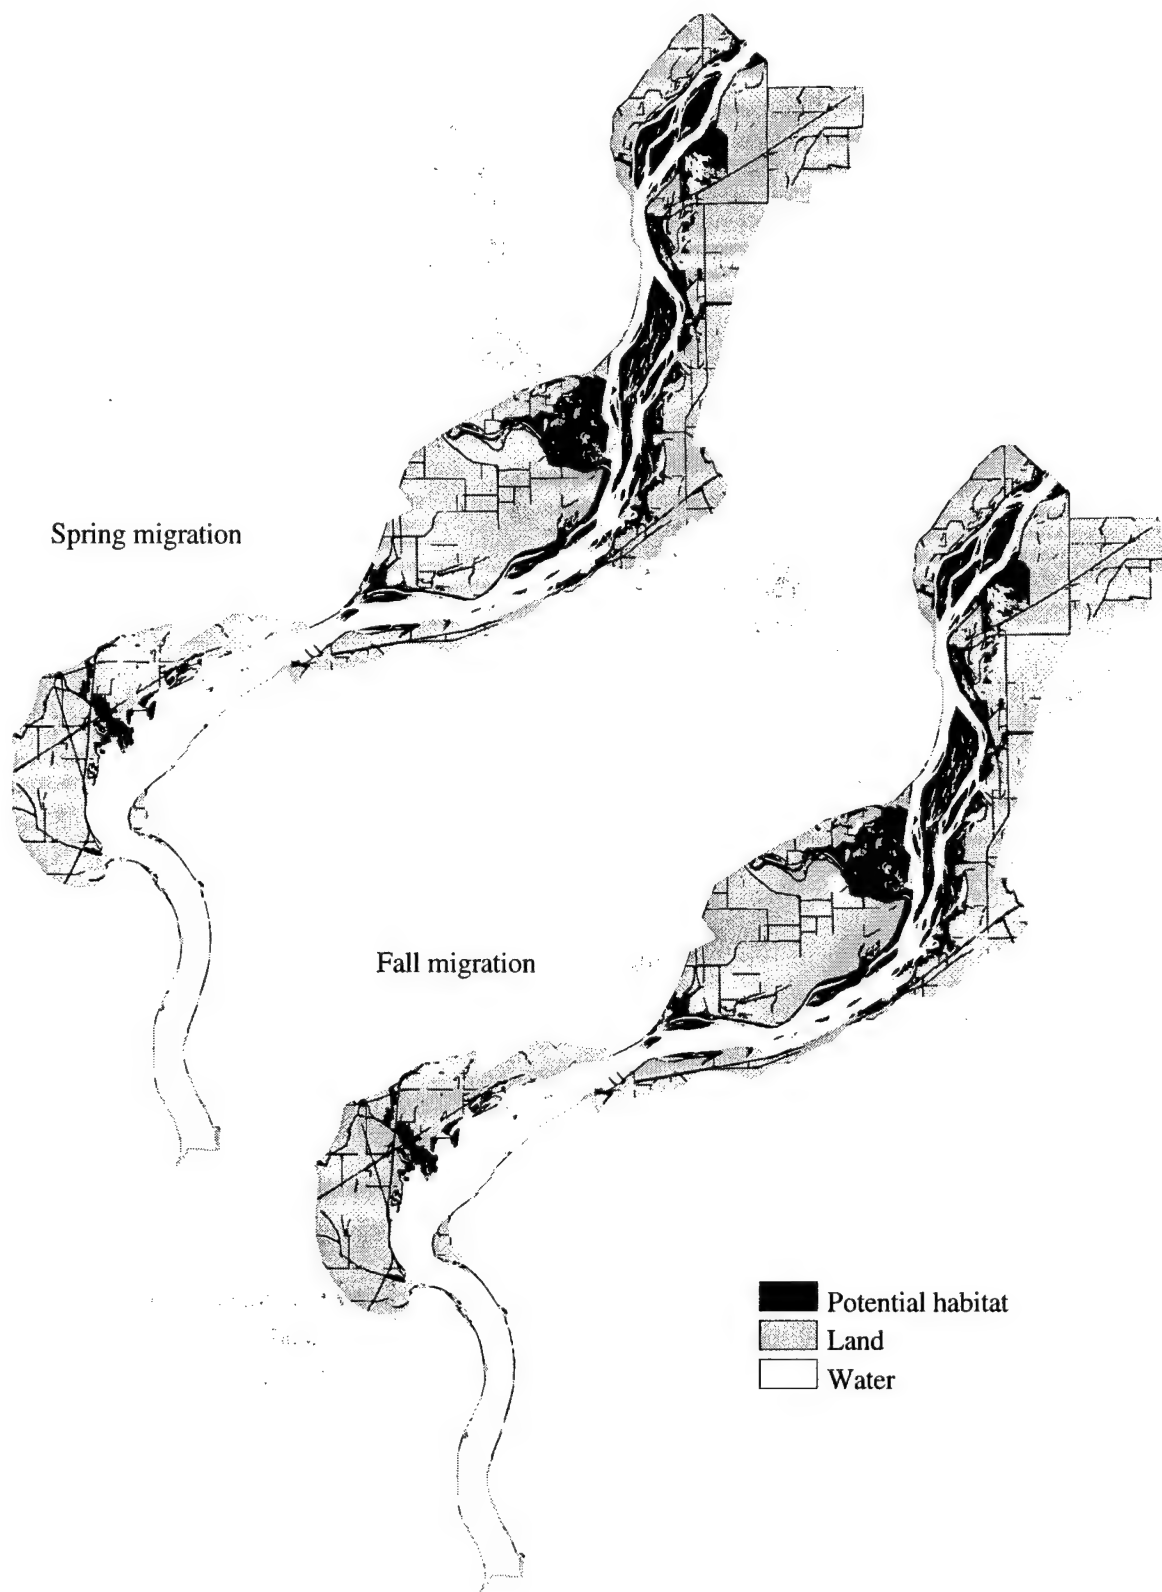 Spring migration
Fall migration
Potential habitat
Land
Water